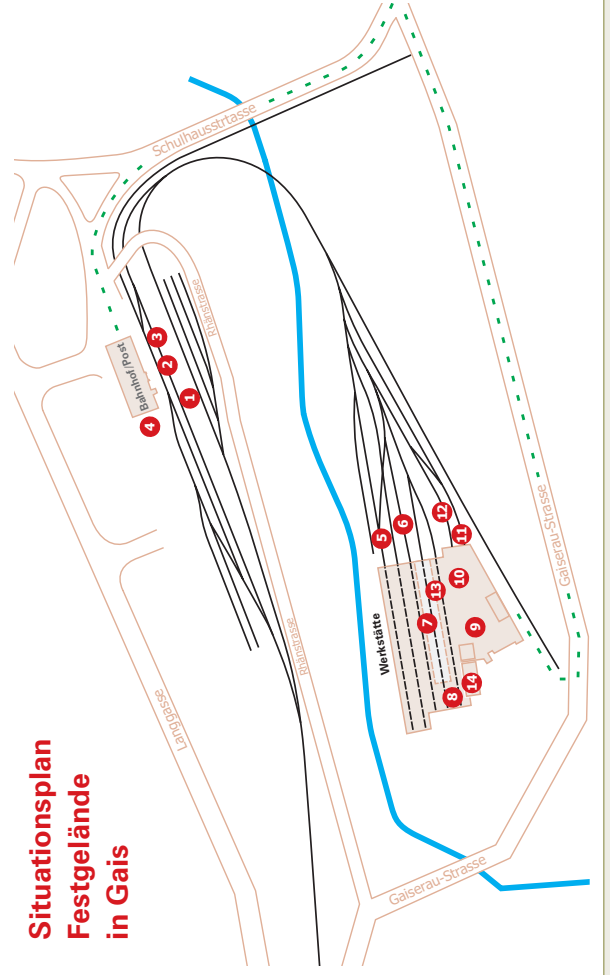 Situationsplan
Festgelände
in Gais
Langgasse
Schulhausstrtasse
Bahnhof/Post
Rhänstrasse
Rhänstrasse
4
3
2
1
Werkstätte
5
6
12
11
13
10
7
9
8
14
Gaiserau-Strasse
Gaiserau-Strasse